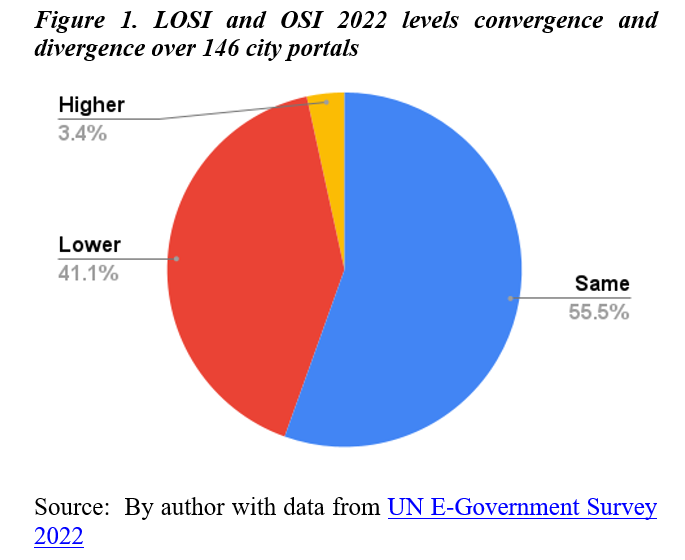 Figure 1. LOSI and OSI 2022 levels convergence and
divergence over 146 city portals
Higher
3.4%
Lower
41.1%
Same
55.5%
Source: By author with data from UN E-Government Survey
2022